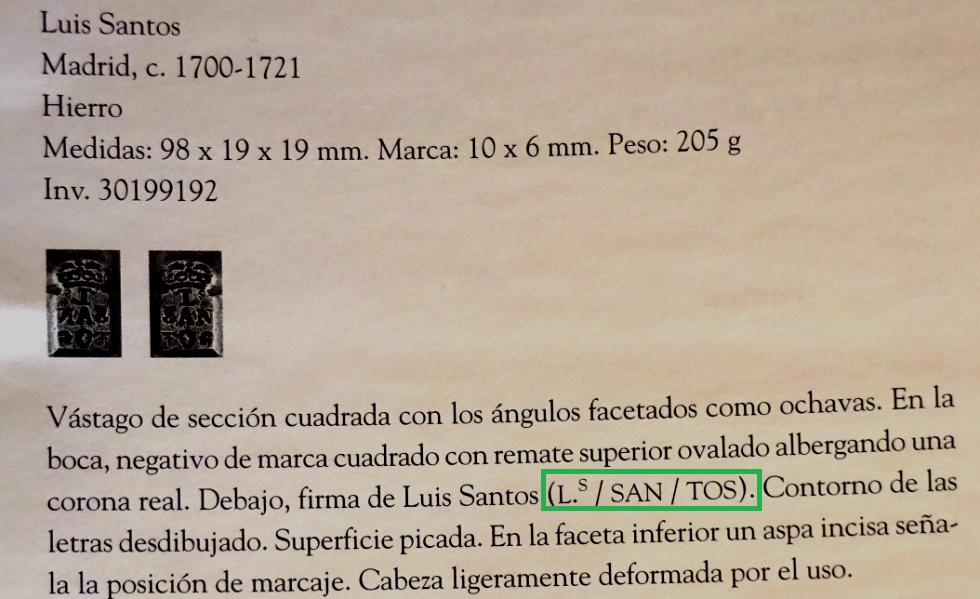 Luis Santos
Madrid, c. 1700-1721
Hierro
Medidas: 98 x 19 x 19 mm. Marca: 10 x 6 mm. Peso: 205 g
Inv. 30199192
SAN
Vástago de sección cuadrada con los ángulos facetados como ochavas. En la
boca, negativo de marca cuadrado con remate superior ovalado albergando una
corona real. Debajo, firma de Luis Santos (L.S / SAN / TOS). Contorno de las
letras desdibujado. Superficie picada. En la faceta inferior un aspa incisa seña-
la la posición de marcaje. Cabeza ligeramente deformada por el uso.